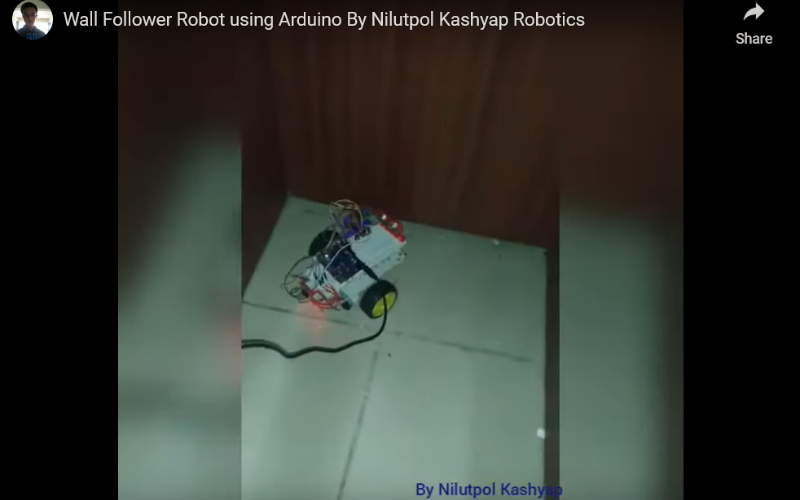 Wall Follower Robot using Arduino By Nilutpol Kashyap Robotics
Share
By Nilutpol Kashyap